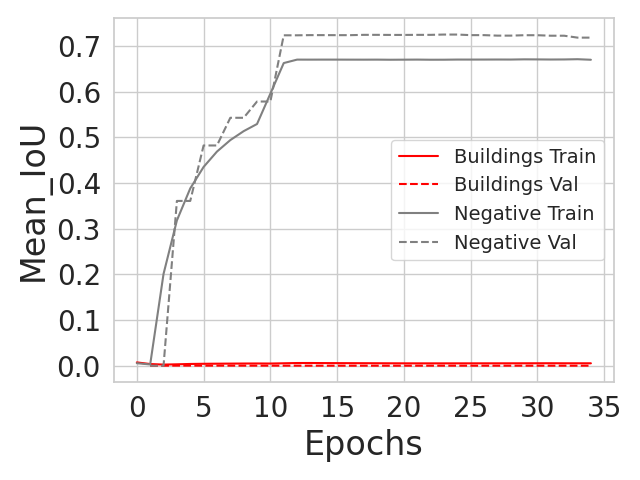 Mean_IoU
0.7
0.6
0.5
0.4
0.3
0.2
0.1
0.0
0 5 10 15 20 25 30 35
Epochs
Buildings Train
Buildings Val
Negative Train
Negative Val